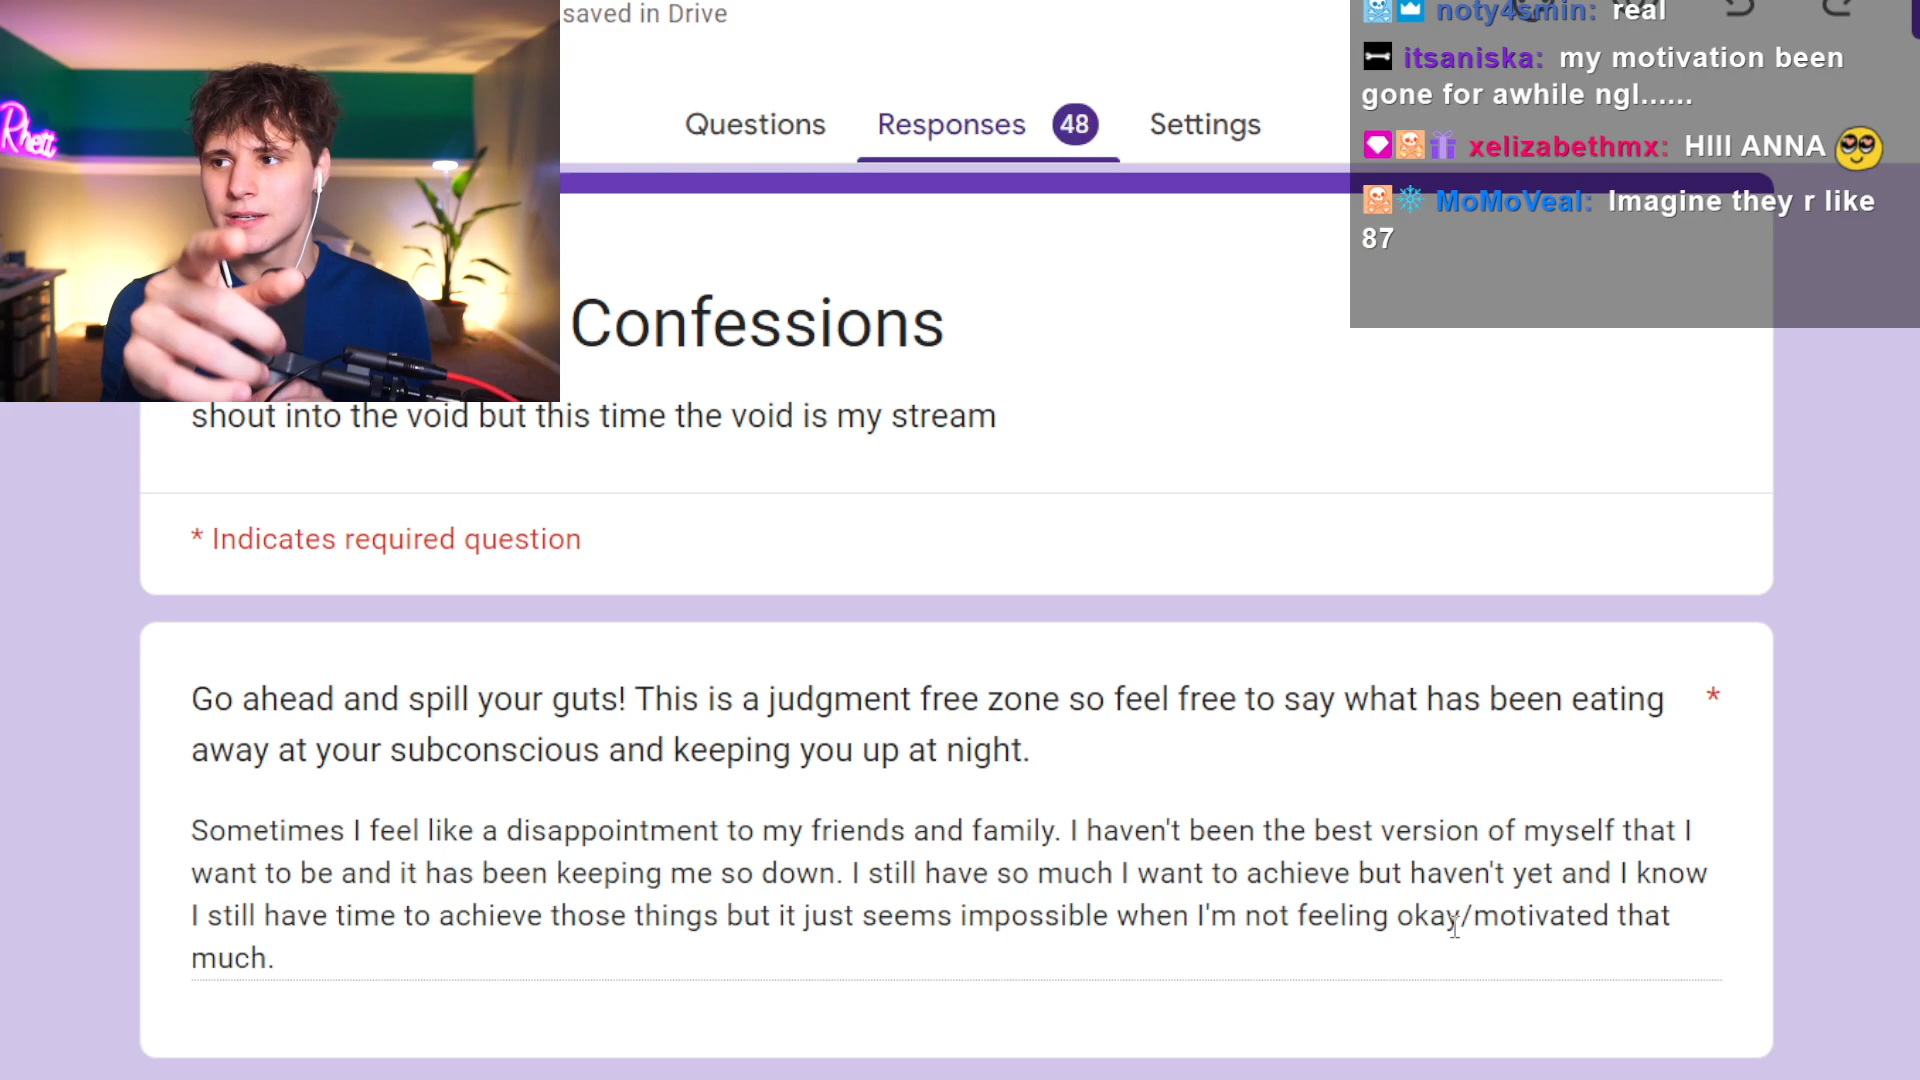 saved in Drive
Rhett
Questions
Responses 48
Settings
noty4smin: real
itsaniska: my motivation been
gone for awhile ngl......
xelizabethmx: HIII ANNA
MoMoVeal: Imagine they r like
87
Confessions
shout into the void but this time the void is my stream
* Indicates required question
Go ahead and spill your guts! This is a judgment free zone so feel free to say what has been eating *
away at your subconscious and keeping you up at night.
Sometimes I feel like a disappointment to my friends and family. I haven't been the best version of myself that I
want to be and it has been keeping me so down. I still have so much I want to achieve but haven't yet and I know
I still have time to achieve those things but it just seems impossible when I'm not feeling okay/motivated that
much.